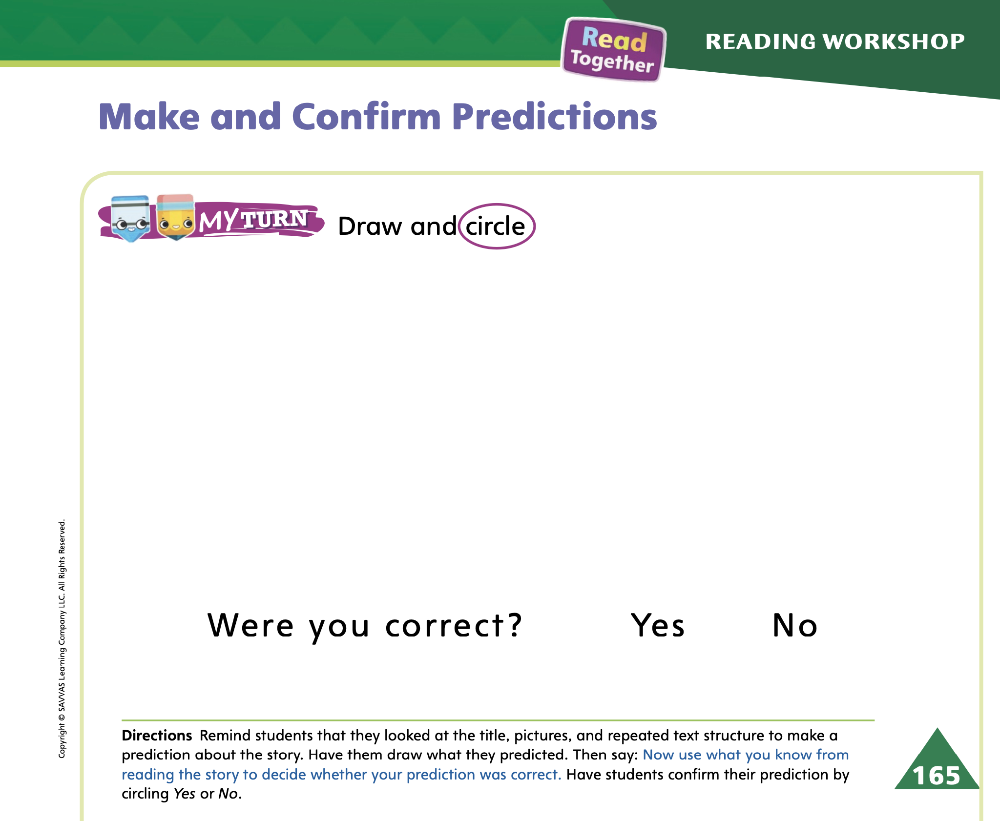 Read
Together
READING WORKSHOP
Make and Confirm Predictions
MY TURN Draw and circle
Were you correct? Yes No
Directions Remind students that they looked at the title, pictures, and repeated text structure to make a
prediction about the story. Have them draw what they predicted. Then say: Now use what you know from
reading the story to decide whether your prediction was correct. Have students confirm their prediction by
circling Yes or No.
165
Copyright © SAVVAS Learning Company LLC. All Rights Reserved.